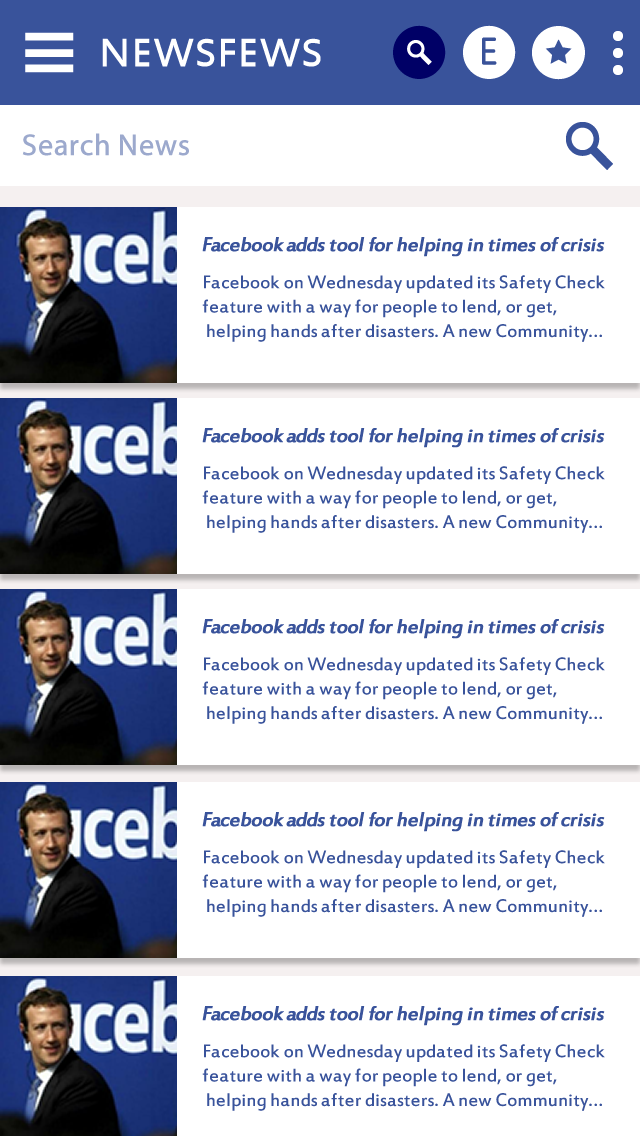 NEWSFEWS
E
Search News
faceb
Facebook adds tool for helping in times of crisis
Facebook on Wednesday updated its Safety Check
feature with a way for people to lend, or get,
helping hands after disasters. A new Community...
faceb
Facebook adds tool for helping in times of crisis
Facebook on Wednesday updated its Safety Check
feature with a way for people to lend, or get,
helping hands after disasters. A new Community...
faceb
Facebook adds tool for helping in times of crisis
Facebook on Wednesday updated its Safety Check
feature with a way for people to lend, or get,
helping hands after disasters. A new Community...
faceb
Facebook adds tool for helping in times of crisis
Facebook on Wednesday updated its Safety Check
feature with a way for people to lend, or get,
helping hands after disasters. A new Community...
faceb
Facebook adds tool for helping in times of crisis
Facebook on Wednesday updated its Safety Check
feature with a way for people to lend, or get,
helping hands after disasters. A new Community...